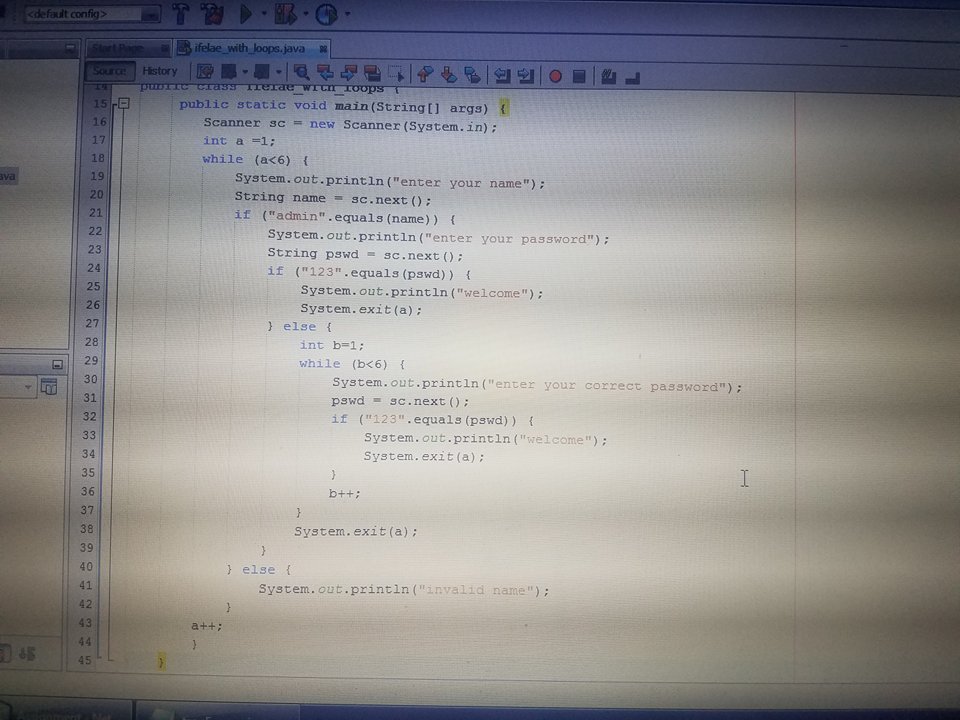 <default config>
Start Page
ifelae_with_loops.java
Source
History
14 public class ifelae_with_loops {
15 public static void main(String[] args) {
16 Scanner sc = new Scanner(System.in);
17 int a =1;
18 while (a<6) {
19 System.out.println("enter your name");
ava
20 String name = sc.next();
21 if ("admin".equals(name)) {
22 System.out.println("enter your password");
23 String pswd = sc.next();
24 if ("123".equals(pswd)) {
25 System.out.println("welcome");
26 System.exit(a);
27 } else {
28 int b=1;
29 while (b<6) {
30 System.out.println("enter your correct password");
31 pswd = sc.next();
32 if ("123".equals(pswd)) {
33 System.out.println("welcome");
34 System.exit(a);
35 }
36 b++;
37 }
38 System.exit(a);
39 }
40 } else {
41 System.out.println("invalid name");
42 }
43 a++;
44 }
45 }